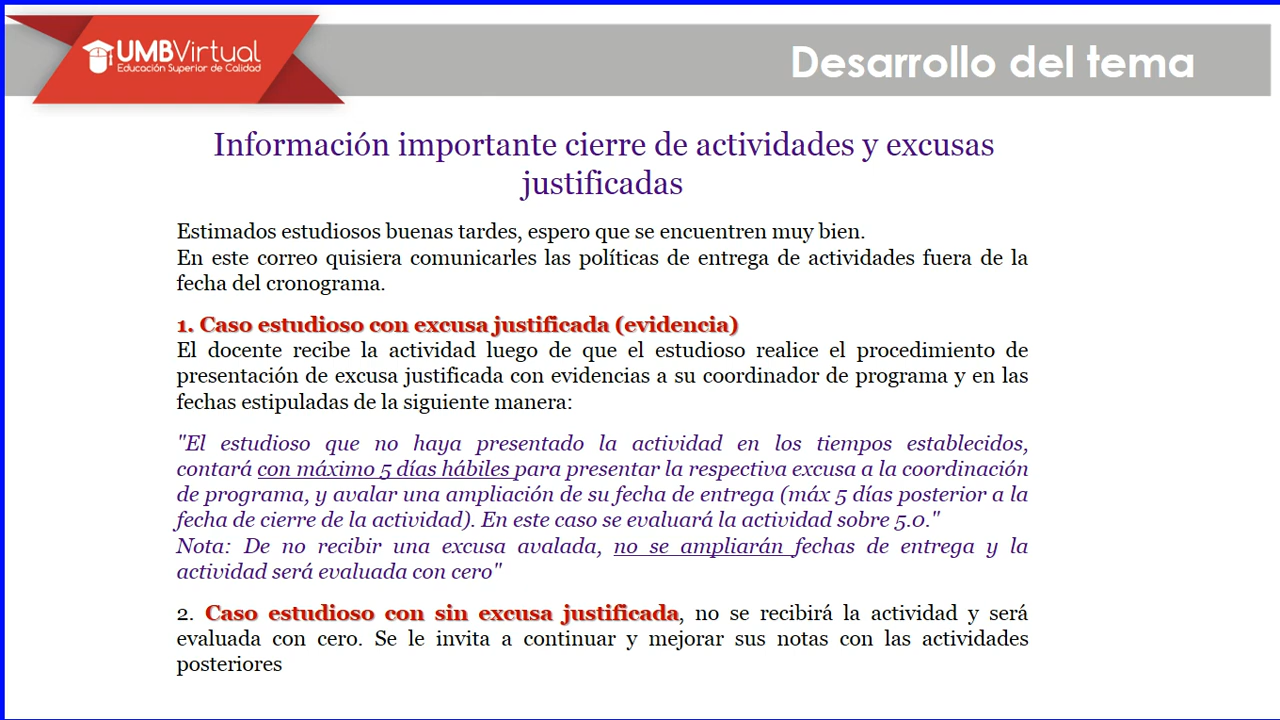 UMBVirtual
Educación Superior de Calidad
Desarrollo del tema
Información importante cierre de actividades y excusas
justificadas
Estimados estudiosos buenas tardes, espero que se encuentren muy bien.
En este correo quisiera comunicarles las políticas de entrega de actividades fuera de la
fecha del cronograma.
1. Caso estudioso con excusa justificada (evidencia)
El docente recibe la actividad luego de que el estudioso realice el procedimiento de
presentación de excusa justificada con evidencias a su coordinador de programa y en las
fechas estipuladas de la siguiente manera:
"El estudioso que no haya presentado la actividad en los tiempos establecidos,
contará con máximo 5 días hábiles para presentar la respectiva excusa a la coordinación
de programa, y avalar una ampliación de su fecha de entrega (máx 5 días posterior a la
fecha de cierre de la actividad). En este caso se evaluará la actividad sobre 5.0."
Nota: De no recibir una excusa avalada, no se ampliarán fechas de entrega y la
actividad será evaluada con cero"
2. Caso estudioso con sin excusa justificada, no se recibirá la actividad y será
evaluada con cero. Se le invita a continuar y mejorar sus notas con las actividades
posteriores